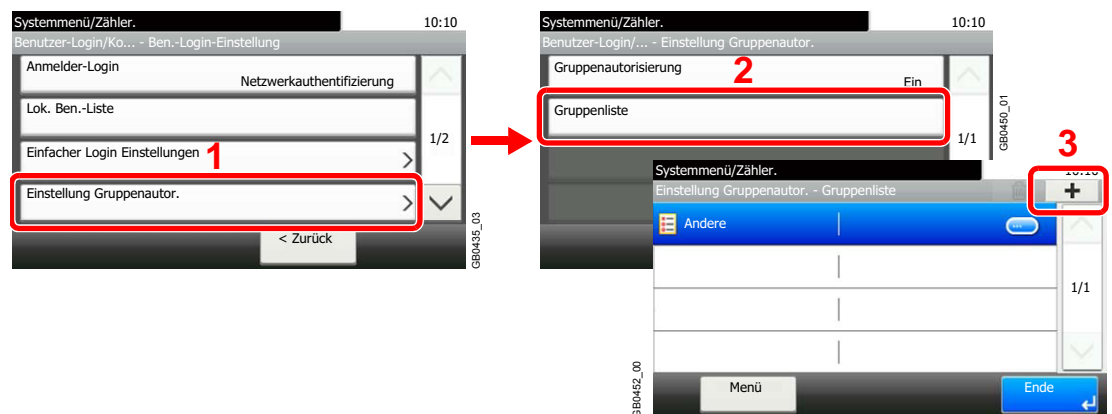 Systemmenü/Zähler.
10:10
Benutzer-Login/Ko... - Ben.-Login-Einstellung
Anmelder-Login
Netzwerkauthentifizierung
Lok. Ben.-Liste
1/2
Einfacher Login Einstellungen
1
Einstellung Gruppenautor.
< Zurück
GB0435_03
Systemmenü/Zähler.
10:10
Benutzer-Login/... - Einstellung Gruppenautor.
Gruppenautorisierung
2
Ein
Gruppenliste
1/1
GB0450_01
3
Systemmenü/Zähler.
10:10
Einstellung Gruppenautor. - Gruppenliste
+
Andere
1/1
Menü
Ende
GB0452_00